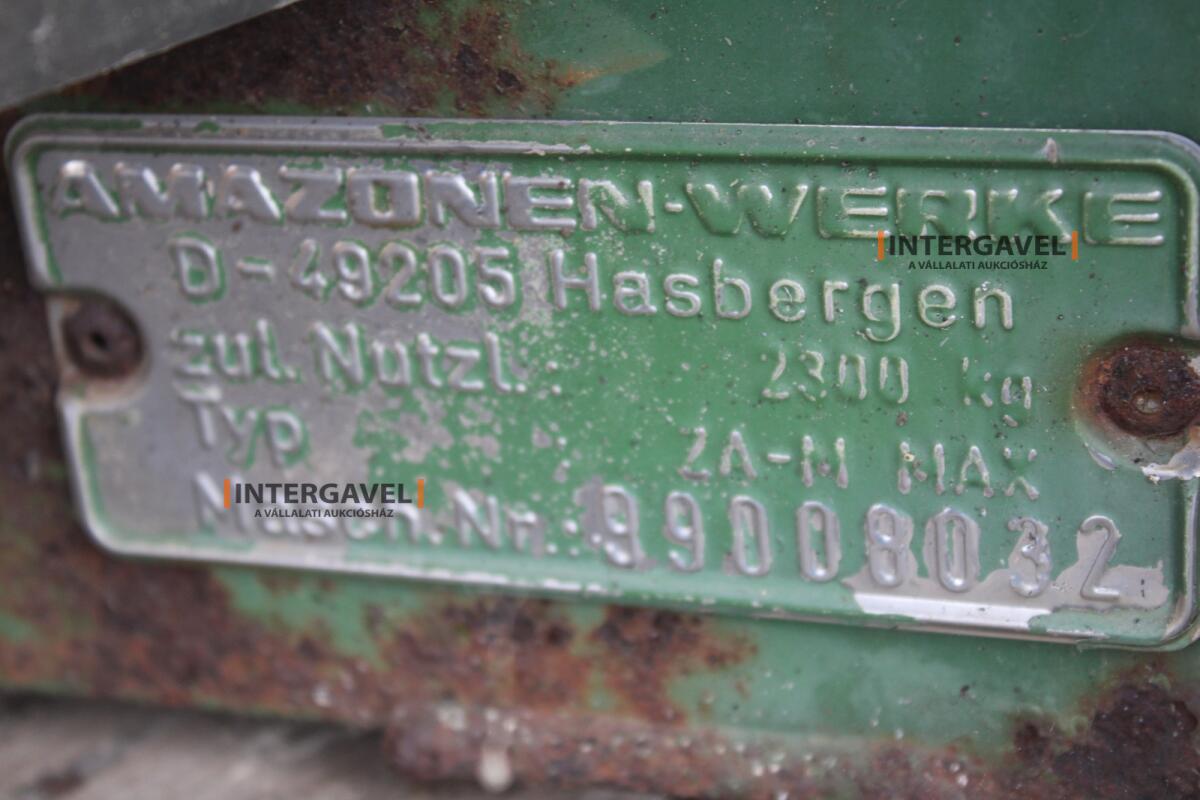 AMAZONEN-WERKE
D-49205 Hasbergen
zul. Nutzl.: 2300 kg
Typ : ZA-M MAX
Masch.Nr.: 99008032
INTERGAVEL
A VÁLLALATI AUKCIÓSHÁZ
INTERGAVEL
A VÁLLALATI AUKCIÓSHÁZ